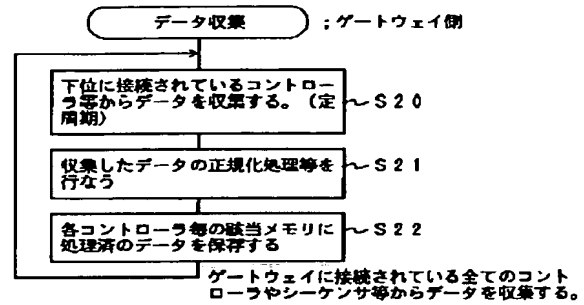 データ収集
;ゲートウェイ側
下位に接続されているコントロー
ラ等からデータを収集する。(定
周期)
~S20
収集したデータの正規化処理等を
行なう
~S21
各コントローラ毎の該当メモリに
処理済のデータを保存する
~S22
ゲートウェイに接続されている全てのコント
ローラやシーケンサ等からデータを収集する。